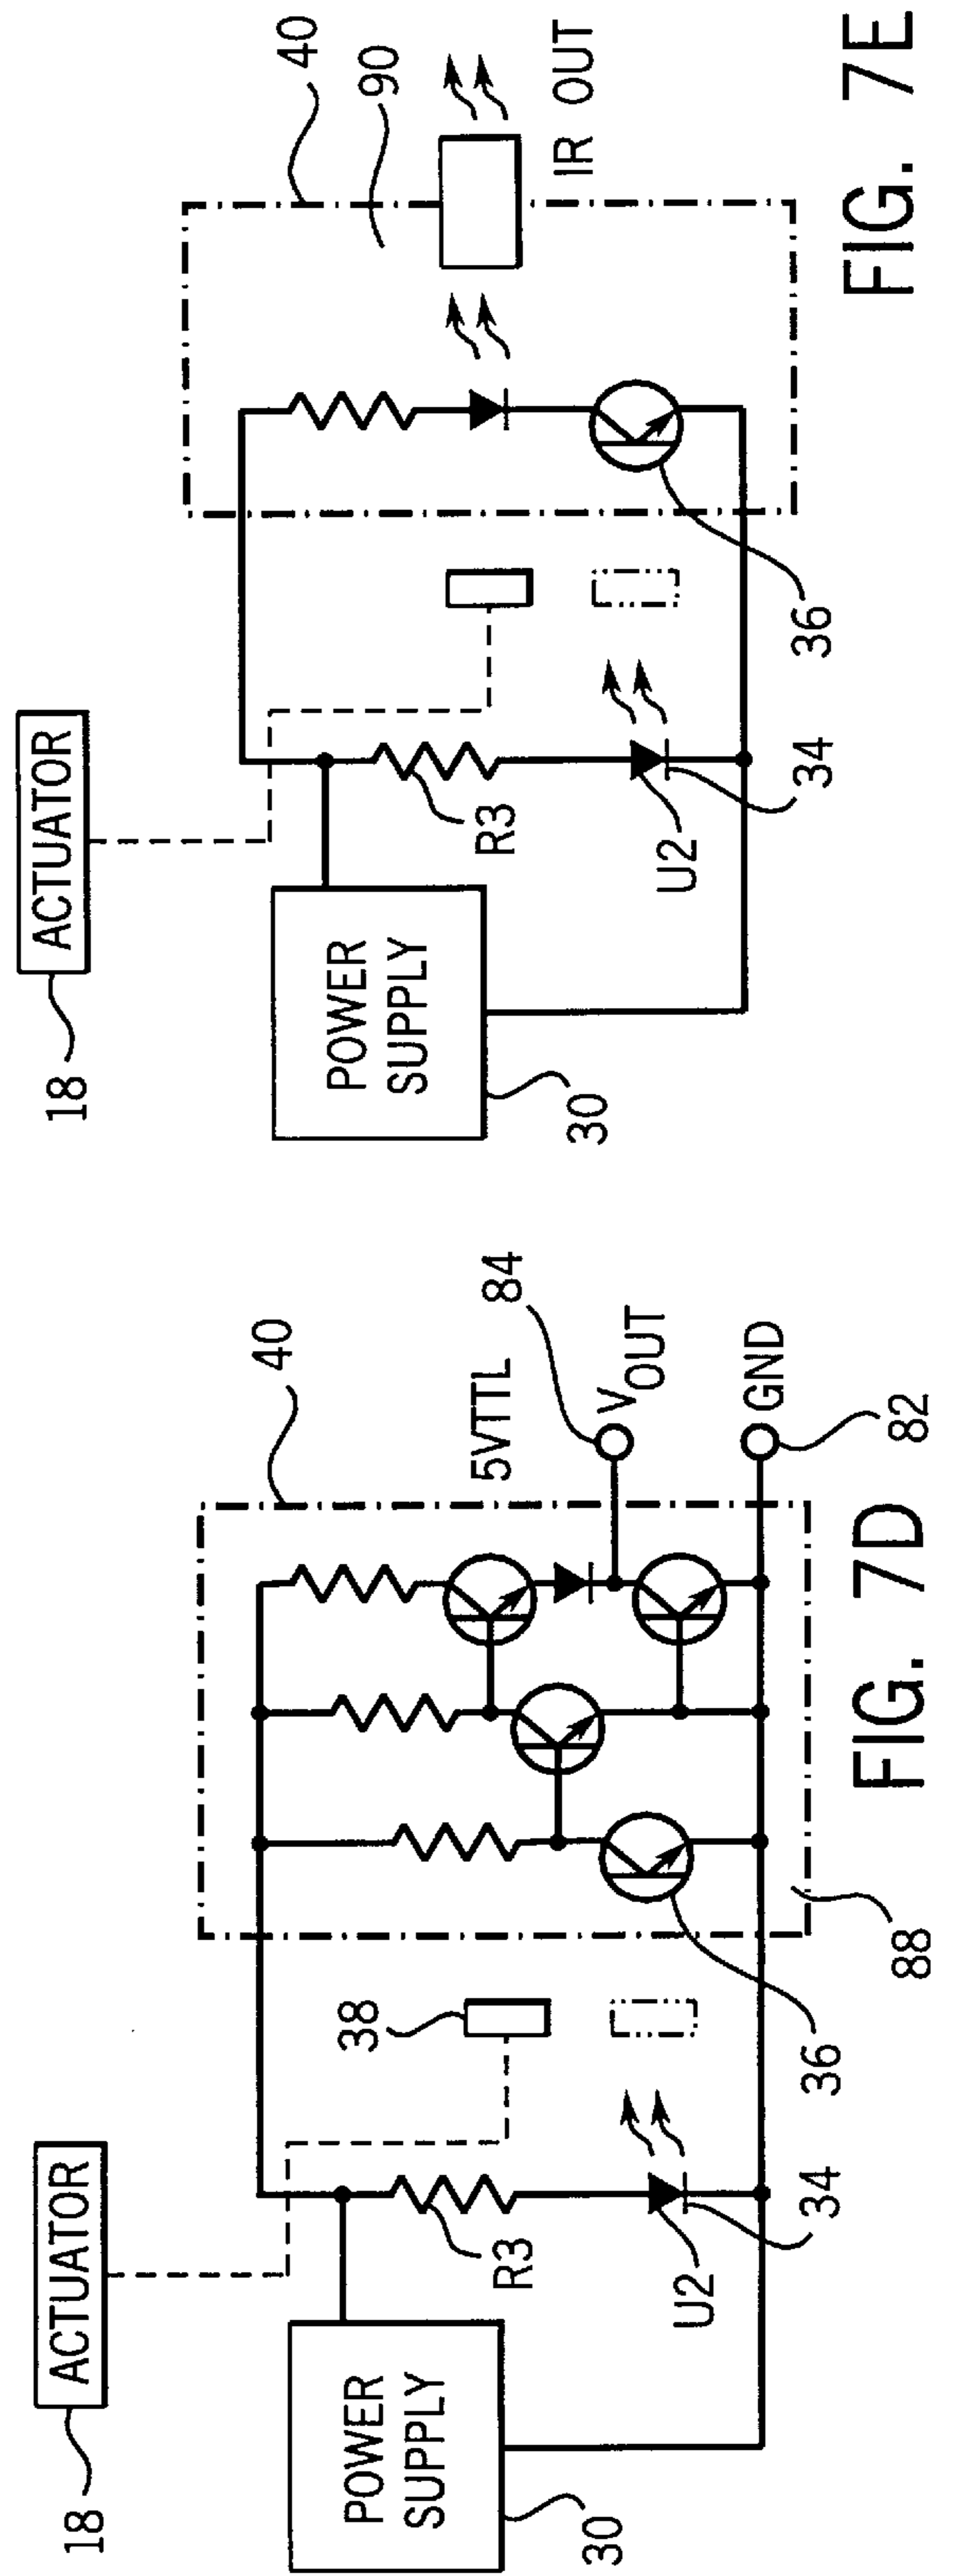 ACTUATOR
18
POWER
SUPPLY
30
R3
U2
34
38
36
40
5VTTL
84
VOUT
GND
82
88
FIG. 7D
ACTUATOR
18
POWER
SUPPLY
30
R3
U2
34
36
40
90
IR OUT
FIG. 7E